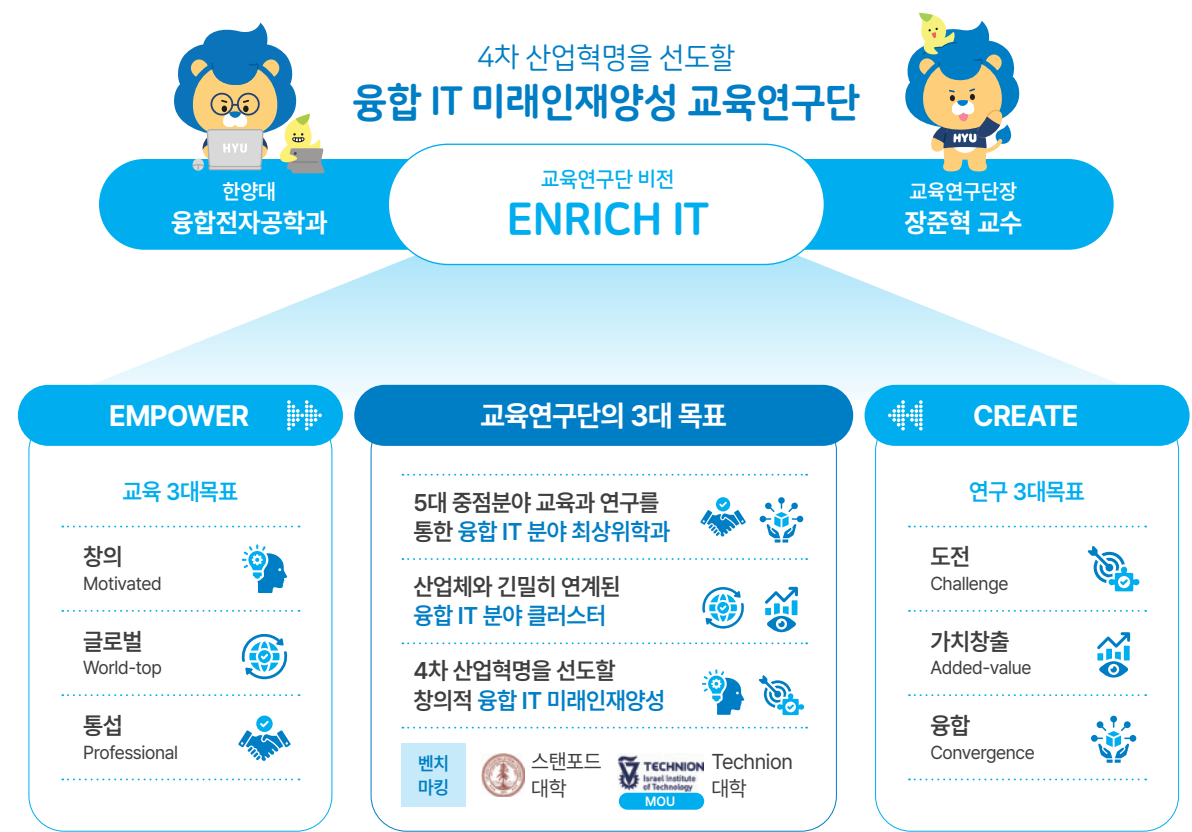 4차 산업혁명을 선도할
융합 IT 미래인재양성 교육연구단
HYU
HYU
한양대
융합전자공학과
교육연구단 비전
ENRICH IT
교육연구단장
장준혁 교수
EMPOWER
교육 3대목표
창의
Motivated
글로벌
World-top
통섭
Professional
교육연구단의 3대 목표
5대 중점분야 교육과 연구를
통한 융합 IT 분야 최상위학과
산업체와 긴밀히 연계된
융합 IT 분야 클러스터
4차 산업혁명을 선도할
창의적 융합 IT 미래인재양성
벤치
마킹
스탠포드
대학
TECHNION
Israel Institute
of Technology
MOU
Technion
대학
CREATE
연구 3대목표
도전
Challenge
가치창출
Added-value
융합
Convergence